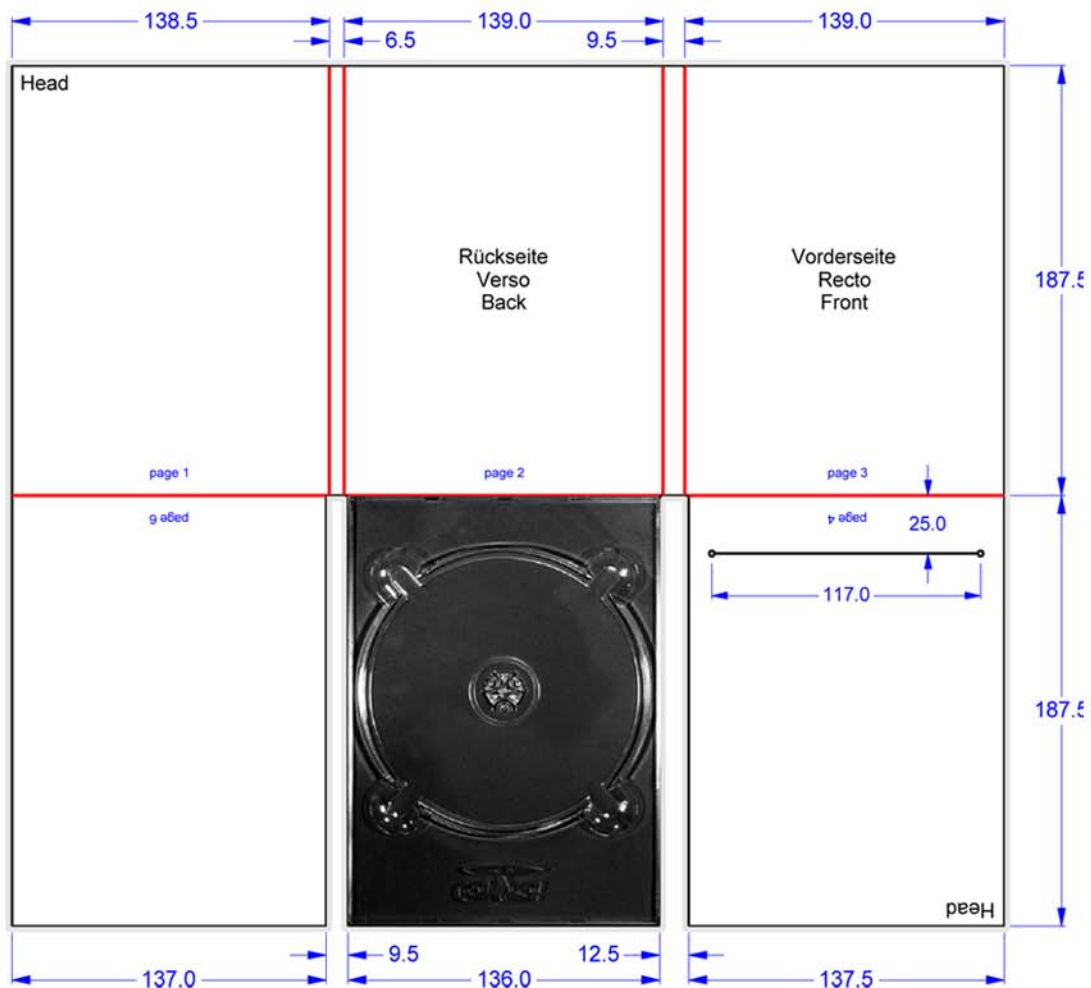 138.5
139.0
139.0
6.5
9.5
Head
Rückseite
Verso
Back
Vorderseite
Recto
Front
187.5
page 1
page 2
page 3
page 6
page 4
25.0
117.0
187.5
Head
9.5
12.5
137.0
136.0
137.5